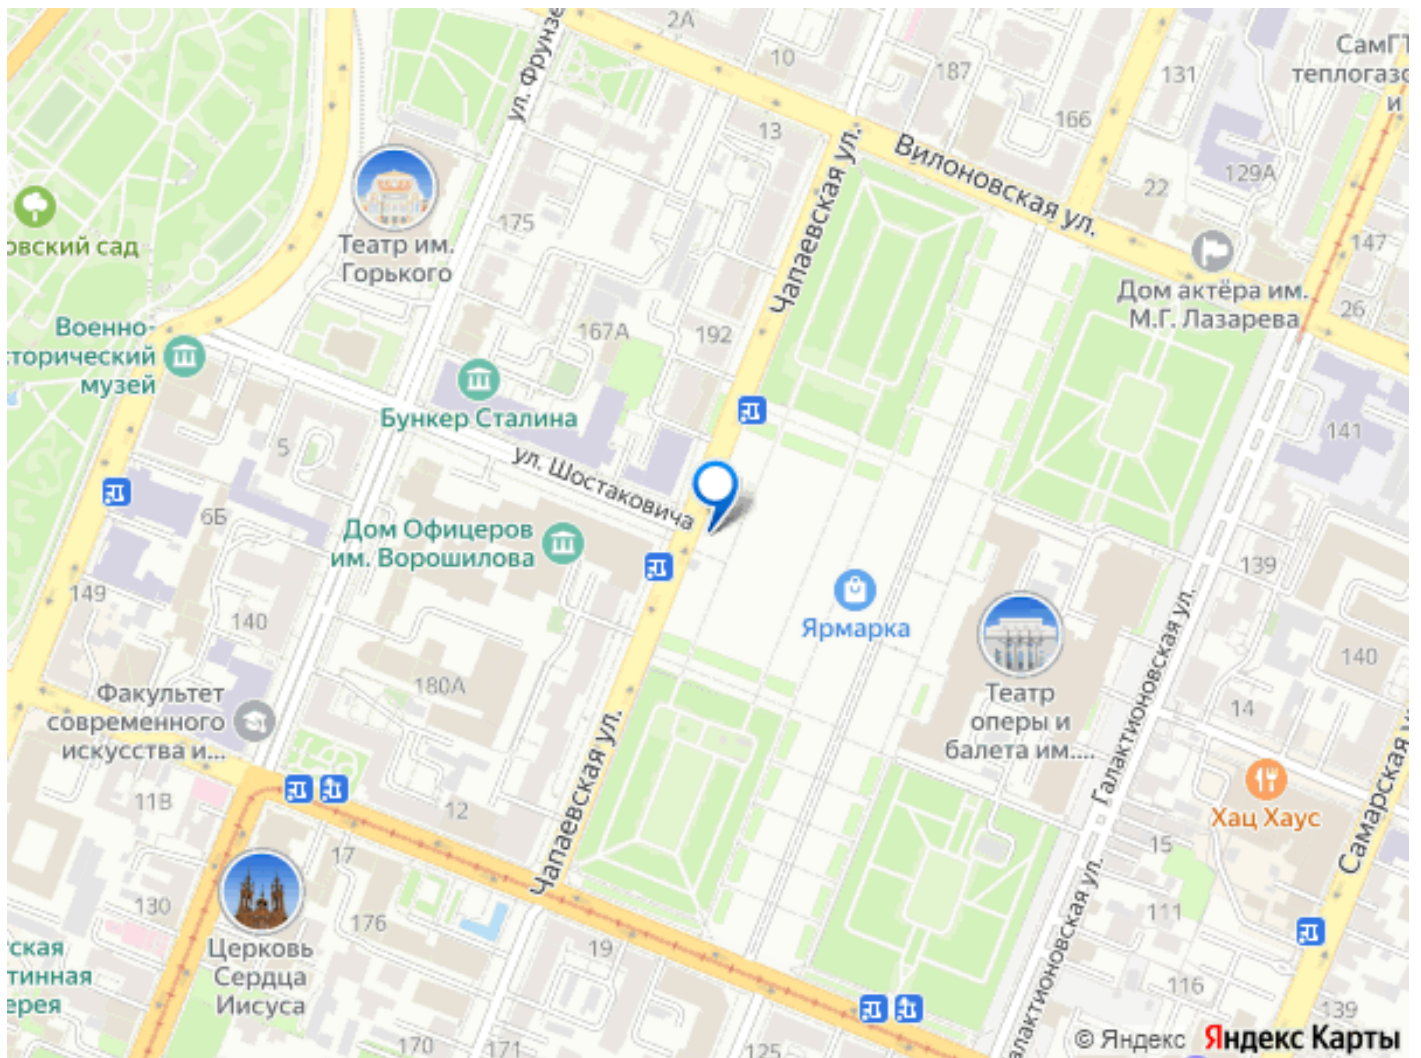 2А
ул. Фрунзе
10
187
131
СамГТ
теплогазо
и
166
13
Вилоновская ул.
129А
22
Чапаевская ул.
175
147
овский сад
Театр им.
Горького
Дом актёра им.
М.Г. Лазарева
26
Военно-
сторический
музей
167А
192
Бункер Сталина
5
141
ул. Шостаковича
6Б
Дом Офицеров
им. Ворошилова
139
149
140
Ярмарка
Галактионовская ул.
140
180А
Факультет
современного
искусства и...
Театр
оперы и
балета им....
14
Чапаевская ул.
11В
12
Хац Хаус
Самарская ул.
17
15
130
176
111
Галактионовская ул.
19
Церковь
Сердца
Иисуса
ская
тинная
ерея
116
139
170
171
125
© Яндекс Яндекс Карты